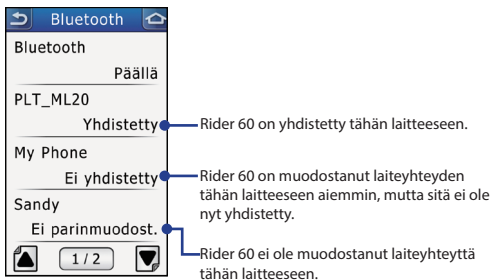 Bluetooth
Bluetooth
Päällä
PLT_ML20
Yhdistetty
Rider 60 on yhdistetty tähän laitteeseen.
My Phone
Ei yhdistetty
Rider 60 on muodostanut laiteyhteyden
tähän laitteeseen aiemmin, mutta sitä ei ole
nyt yhdistetty.
Sandy
Ei parinmuodost.
Rider 60 ei ole muodostanut laiteyhteyttä
tähän laitteeseen.
1/2